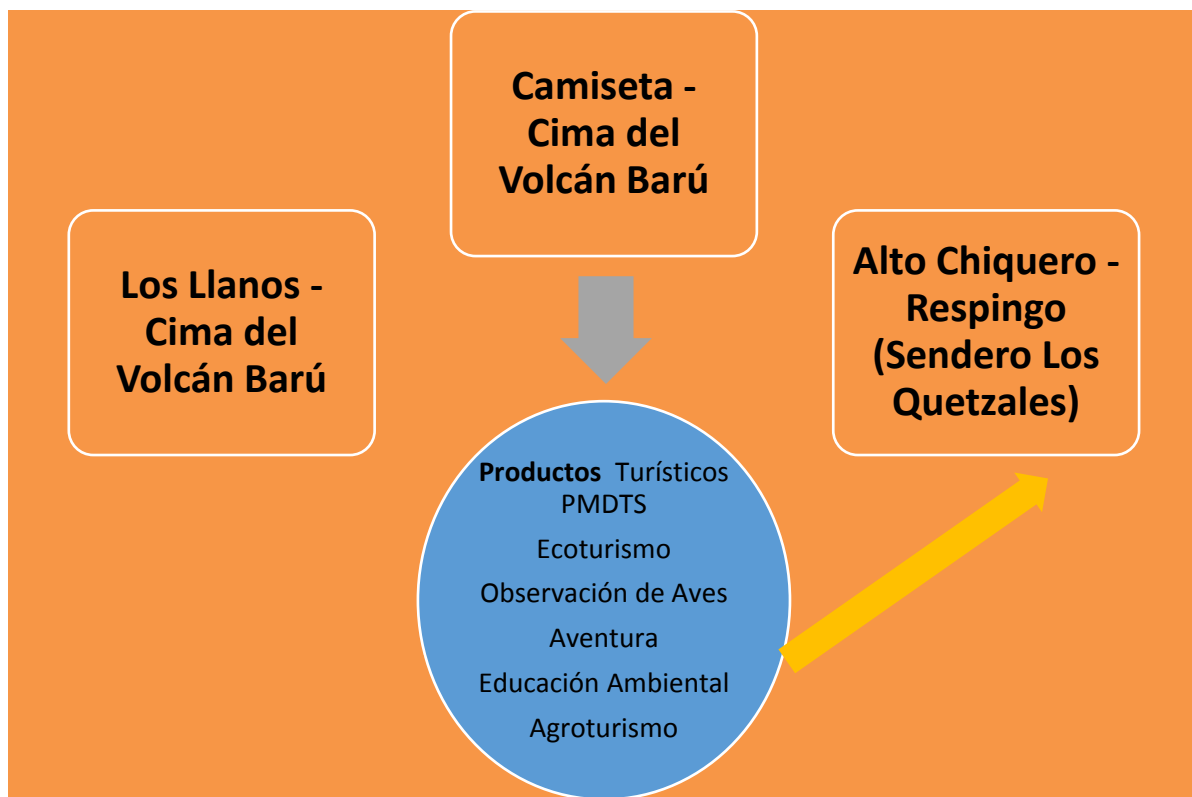 Camiseta -
Cima del
Volcán Barú
Los Llanos -
Cima del
Volcán Barú
Alto Chiquero -
Respingo
(Sendero Los
Quetzales)
Productos Turísticos
PMDTS
Ecoturismo
Observación de Aves
Aventura
Educación Ambiental
Agroturismo